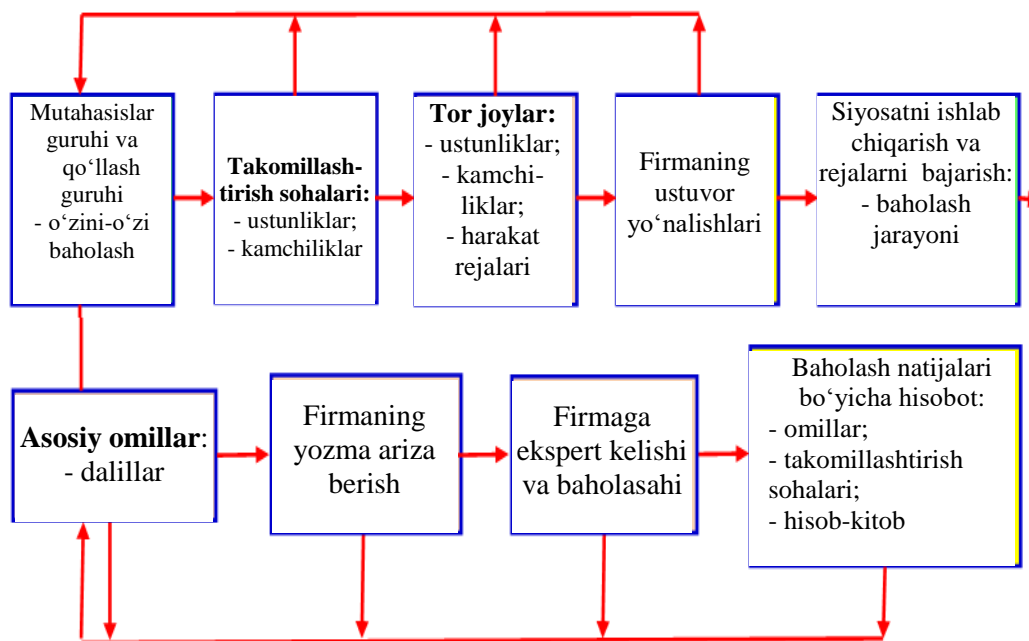 Mutahasislar
guruhi va
qo‘llash
guruhi
- o‘zini-o‘zi
baholash
Takomillash-
tirish sohalari:
- ustunliklar;
- kamchiliklar
Tor joylar:
- ustunliklar;
- kamchi-
liklar;
- harakat
rejalari
Firmaning
ustuvor
yo‘nalishlari
Siyosatni ishlab
chiqarish va
rejalarni bajarish:
- baholash
jarayoni
Asosiy omillar:
- dalillar
Firmaning
yozma ariza
berish
Firmaga
ekspert kelishi
va baholasahi
Baholash natijalari
bo‘yicha hisobot:
- omillar;
- takomillashtirish
sohalari;
- hisob-kitob